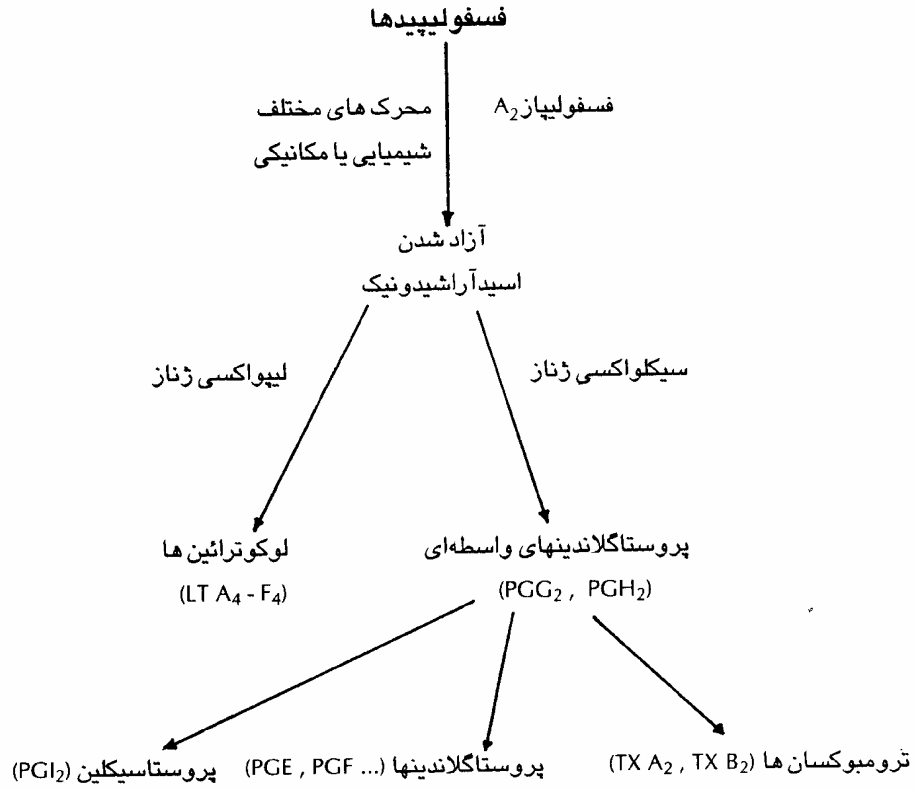 فسفولیپیدها
فسفولیپاز A₂
محرک های مختلف
شیمیایی یا مکانیکی
آزاد شدن
اسیدآراشیدونیک
سیکلواکسی ژناز
لیپواکسی ژناز
پروستاگلاندینهای واسطه‌ای
(PGG₂ , PGH₂)
لوکوترائین ها
(LT A₄ - F₄)
ترومبوکسان ها (TX A₂ , TX B₂)
پروستاگلاندینها (PGE , PGF ...)
پروستاسیکلین (PGI₂)